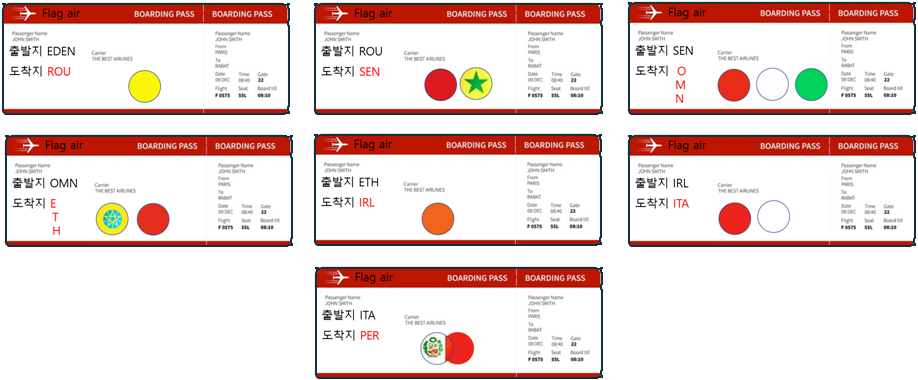 Flag air BOARDING PASS BOARDING PASS
Passenger Name
JOHN SMITH
출발지 EDEN
도착지 ROU
Carrier
THE BEST AIRLINES
Passenger Name
JOHN SMITH
From
PARIS
To
RABAT
Date Time Gate
09 DEC 08:40 22
Flight Seat Board till
F 0575 55L 08:10
Flag air BOARDING PASS BOARDING PASS
Passenger Name
JOHN SMITH
출발지 ROU
도착지 SEN
Carrier
THE BEST AIRLINES
Passenger Name
JOHN SMITH
From
PARIS
To
RABAT
Date Time Gate
09 DEC 08:40 22
Flight Seat Board till
F 0575 55L 08:10
Flag air BOARDING PASS BOARDING PASS
Passenger Name
JOHN SMITH
출발지 SEN
도착지 O
M
N
Carrier
THE BEST AIRLINES
Passenger Name
JOHN SMITH
From
PARIS
To
RABAT
Date Time Gate
09 DEC 08:40 22
Flight Seat Board till
F 0575 55L 08:10
Flag air BOARDING PASS BOARDING PASS
Passenger Name
JOHN SMITH
출발지 OMN
도착지 E
T
H
Carrier
THE BEST AIRLINES
Passenger Name
JOHN SMITH
From
PARIS
To
RABAT
Date Time Gate
09 DEC 08:40 22
Flight Seat Board till
F 0575 55L 08:10
Flag air BOARDING PASS BOARDING PASS
Passenger Name
JOHN SMITH
출발지 ETH
도착지 IRL
Carrier
THE BEST AIRLINES
Passenger Name
JOHN SMITH
From
PARIS
To
RABAT
Date Time Gate
09 DEC 08:40 22
Flight Seat Board till
F 0575 55L 08:10
Flag air BOARDING PASS BOARDING PASS
Passenger Name
JOHN SMITH
출발지 IRL
도착지 ITA
Carrier
THE BEST AIRLINES
Passenger Name
JOHN SMITH
From
PARIS
To
RABAT
Date Time Gate
09 DEC 08:40 22
Flight Seat Board till
F 0575 55L 08:10
Flag air BOARDING PASS BOARDING PASS
Passenger Name
JOHN SMITH
출발지 ITA
도착지 PER
Carrier
THE BEST AIRLINES
Passenger Name
JOHN SMITH
From
PARIS
To
RABAT
Date Time Gate
09 DEC 08:40 22
Flight Seat Board till
F 0575 55L 08:10